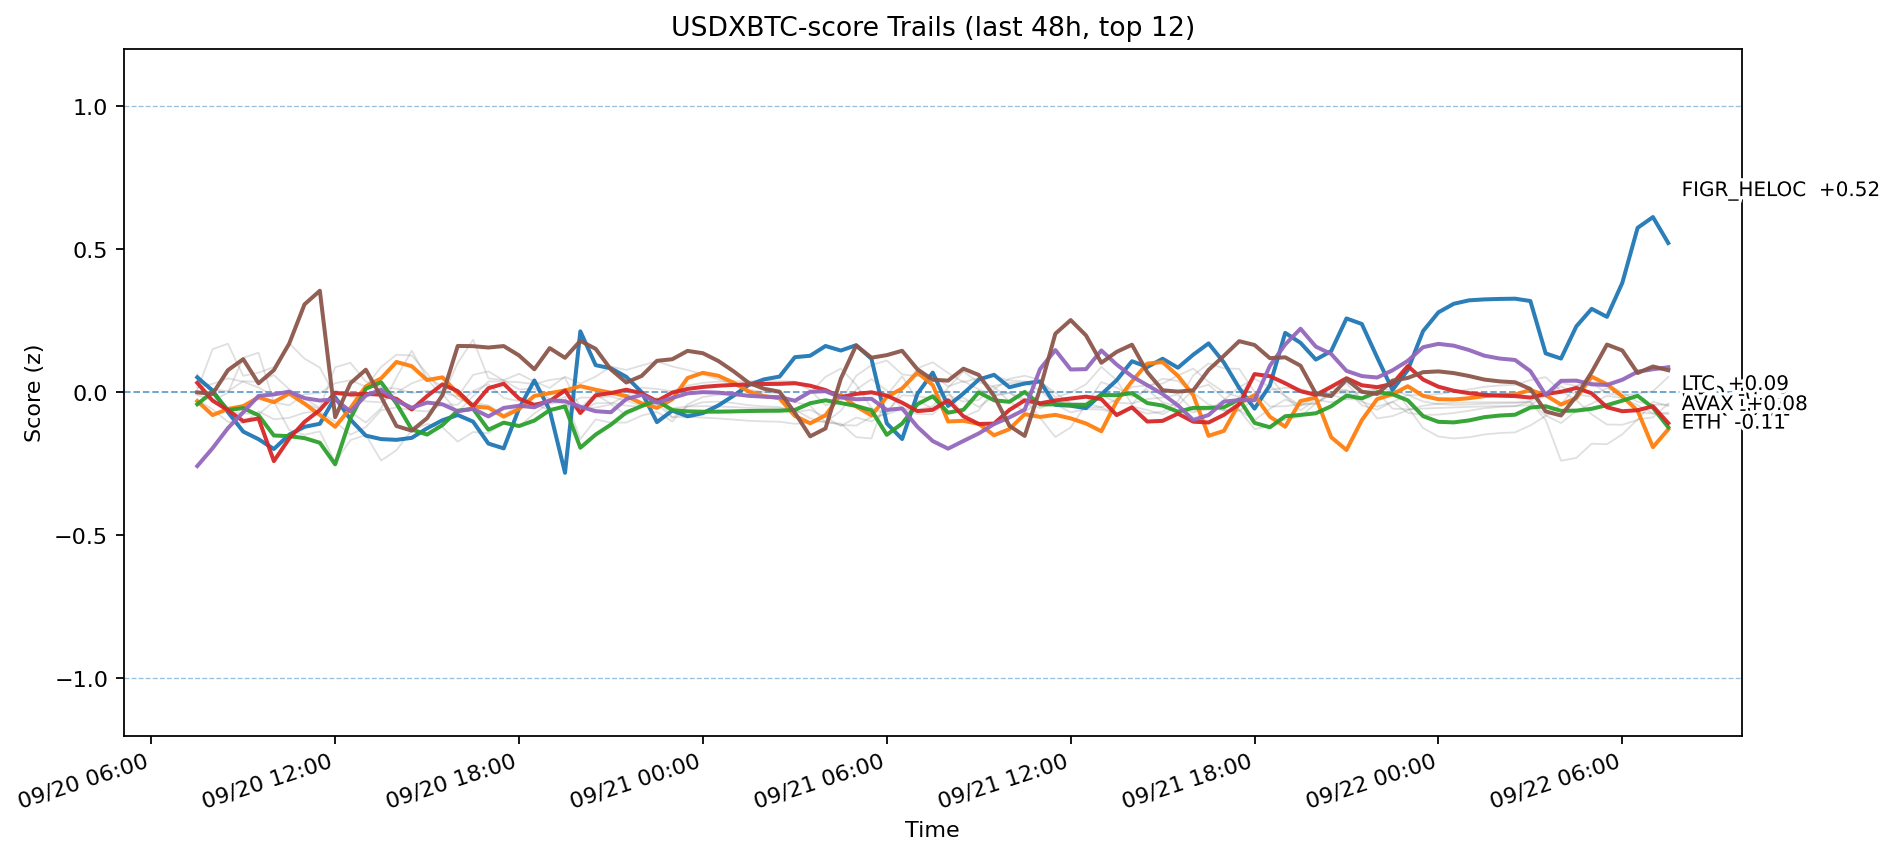 USDXBTC-score Trails (last 48h, top 12)
Score (z)
1.0
0.5
0.0
−0.5
−1.0
FIGR_HELOC +0.52
LTC +0.09
AVAX +0.08
ETH -0.11
09/20 06:00
09/20 12:00
09/20 18:00
09/21 00:00
09/21 06:00
09/21 12:00
09/21 18:00
09/22 00:00
09/22 06:00
Time